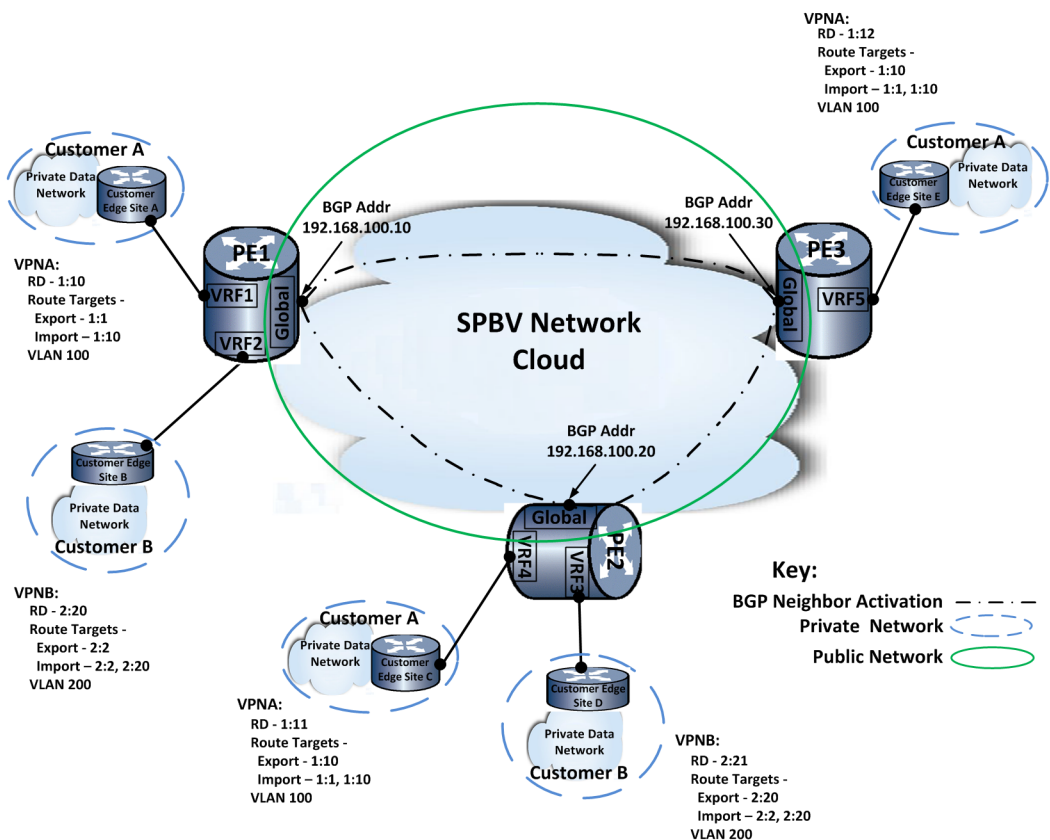 VPNA:
RD - 1:12
Route Targets -
Export - 1:10
Import – 1:1, 1:10
VLAN 100
Customer A
Private Data
Network
Customer
Edge Site A
Customer A
Customer
Edge Site E
Private Data
Network
BGP Addr
192.168.100.10
BGP Addr
192.168.100.30
PE1
VRF1
VRF2
Global
PE3
Global
VRF5
VPNA:
RD - 1:10
Route Targets -
Export - 1:1
Import – 1:10
VLAN 100
SPBV Network
Cloud
BGP Addr
192.168.100.20
Customer Edge
Site B
Private Data
Network
Customer B
Global
VRF4
VRF3
PE2
VPNB:
RD - 2:20
Route Targets -
Export - 2:2
Import – 2:2, 2:20
VLAN 200
Customer A
Private Data
Network
Customer
Edge Site C
VPNA:
RD - 1:11
Route Targets -
Export - 1:10
Import – 1:1, 1:10
VLAN 100
Customer Edge
Site D
Private Data
Network
Customer B
VPNB:
RD - 2:21
Route Targets -
Export - 2:20
Import – 2:2, 2:20
VLAN 200
Key:
BGP Neighbor Activation
Private Network
Public Network